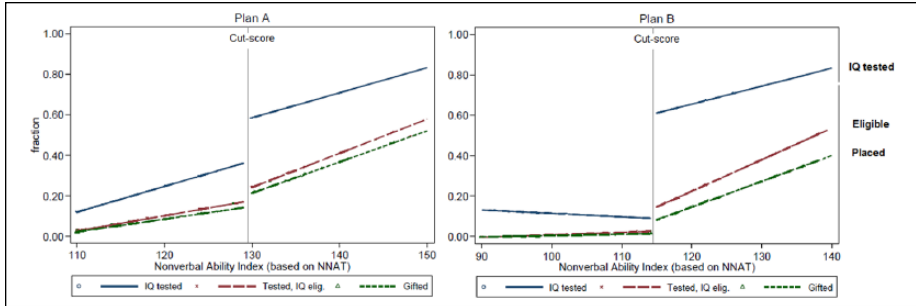 Plan A
Cut-score
1.00
0.80
0.60
0.40
0.20
0.00
fraction
110
120
130
140
150
Nonverbal Ability Index (based on NNAT)
IQ tested
Tested, IQ elig.
Gifted
Plan B
Cut-score
1.00
0.80
0.60
0.40
0.20
0.00
90
100
110
120
130
140
Nonverbal Ability Index (based on NNAT)
IQ tested
Tested, IQ elig.
Gifted
IQ tested
Eligible
Placed